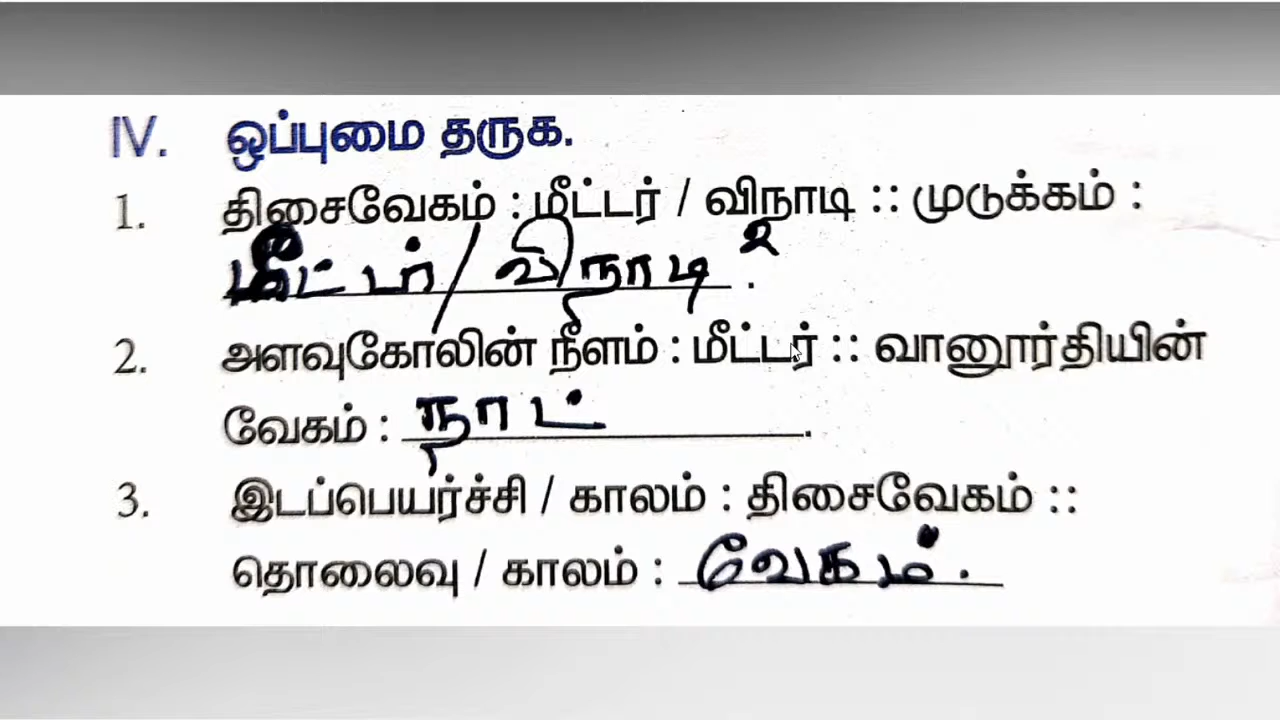 IV. ஒப்புமை தருக.
1. திசைவேகம் : மீட்டர் / விநாடி :: முடுக்கம் :
மீட்டர் / விநாடி²
2. அளவுகோலின் நீளம் : மீட்டர் :: வானூர்தியின்
வேகம் : நாட் .
3. இடப்பெயர்ச்சி / காலம் : திசைவேகம் ::
தொலைவு / காலம் : வேகம்.